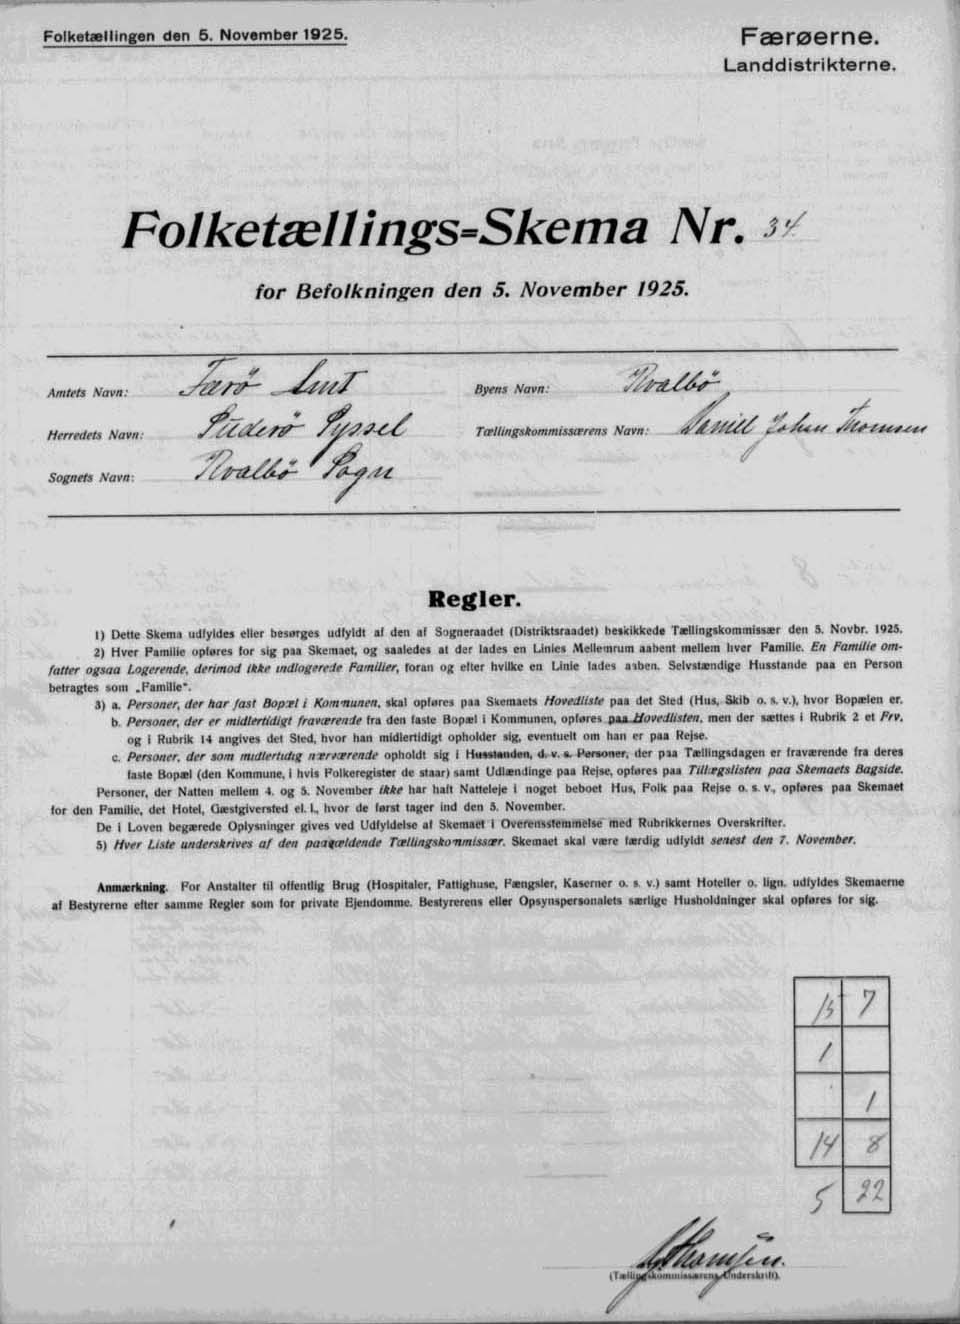 Folketællingen den 5. November 1925.
Færøerne.
Landdistrikterne.
Folketællings=Skema Nr. 34.
for Befolkningen den 5. November 1925.
Amtets Navn: Færö Amt
Byens Navn: Kvalbö
Herredets Navn: Suderö Syssel
Tællingskommissærens Navn: Daniell Johan Thomsen
Sognets Navn: Kvalbö Sogn
Regler.
1) Dette Skema udfyldes eller besørges udfyldt af den af Sogneraadet (Distriktsraadet) beskikkede Tællingskommissær den 5. Novbr. 1925.
2) Hver Familie opføres for sig paa Skemaet, og saaledes at der lades en Linies Mellemrum aabent mellem hver Familie. En Familie om-
fatter ogsaa Logerende, derimod ikke indlogerede Familier, foran og efter hvilke en Linie lades aaben. Selvstændige Husstande paa en Person
betragtes som „Familie“.
3) a. Personer, der har fast Bopæl i Kommunen, skal opføres paa Skemaets Hovedliste paa det Sted (Hus, Skib o. s. v.), hvor Bopælen er.
b. Personer, der er midlertidigt fraværende fra den faste Bopæl i Kommunen, opføres paa Hovedlisten, men der sættes i Rubrik 2 et Frv,
og i Rubrik 14 angives det Sted, hvor han midlertidigt opholder sig, eventuelt om han er paa Rejse.
c. Personer, der som midlertidig nærværende opholdt sig i Husstanden, d. v. s. Personer, der paa Tællingsdagen er fraværende fra deres
faste Bopæl (den Kommune, i hvis Folkeregister de staar) samt Udlændinge paa Rejse, opføres paa Tillægslisten paa Skemaets Bagside.
Personer, der Natten mellem 4. og 5. November ikke har haft Natteleje i noget beboet Hus, Folk paa Rejse o. s. v., opføres paa Skemaet
for den Familie, det Hotel, Gæstgiversted el. l., hvor de først tager ind den 5. November.
De i Loven begærede Oplysninger gives ved Udfyldelse af Skemaet i Overensstemmelse med Rubrikkernes Overskrifter.
5) Hver Liste underskrives af den paagældende Tællingskommissær. Skemaet skal være færdig udfyldt senest den 7. November.
Anmærkning. For Anstalter til offentlig Brug (Hospitaler, Fattighuse, Fængsler, Kaserner o. s. v.) samt Hoteller o. lign. udfyldes Skemaerne
af Bestyrerne efter samme Regler som for private Ejendomme. Bestyrerens eller Opsynspersonalets særlige Husholdninger skal opføres for sig.
15 7
1
1
14 8
5 22
Thomsen.
(Tællingskommissærens Underskrift).